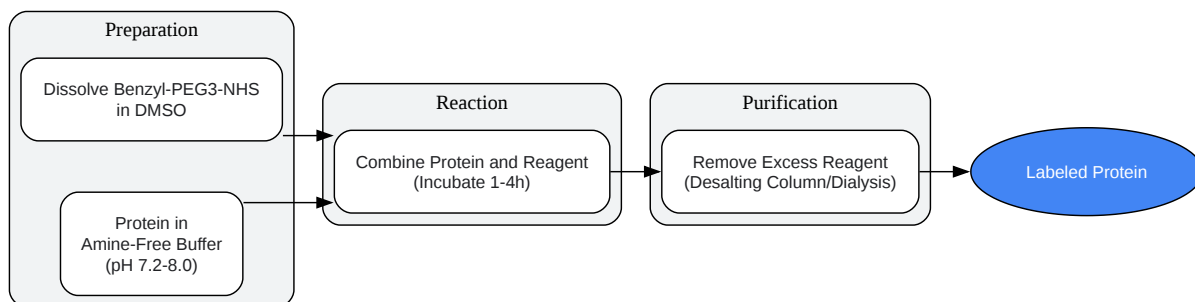 Preparation
Dissolve Benzyl-PEG3-NHS
in DMSO
Protein in
Amine-Free Buffer
(pH 7.2-8.0)
Reaction
Combine Protein and Reagent
(Incubate 1-4h)
Purification
Remove Excess Reagent
(Desalting Column/Dialysis)
Labeled Protein